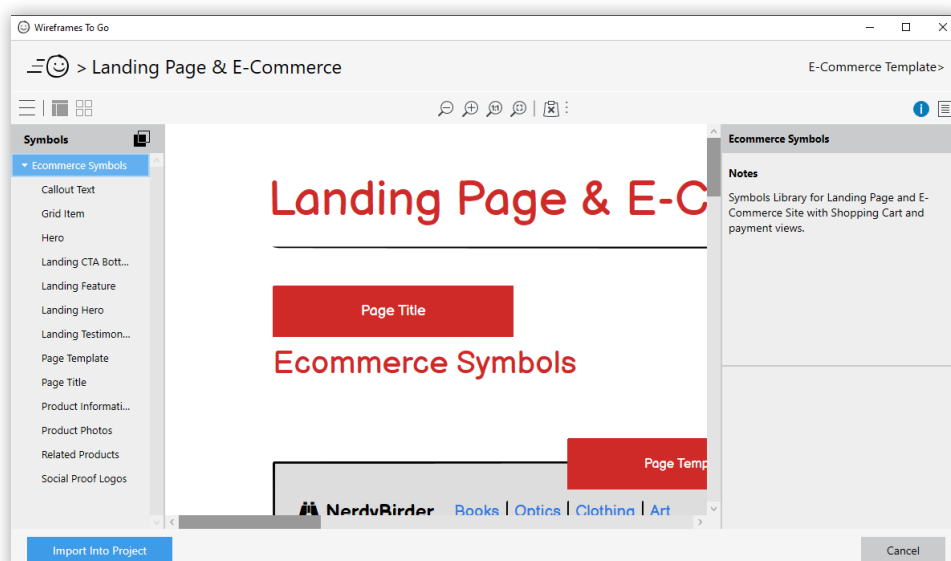 Wireframes To Go
> Landing Page & E-Commerce
E-Commerce Template>
1:1
Symbols
Ecommerce Symbols
Callout Text
Grid Item
Hero
Landing CTA Bott...
Landing Feature
Landing Hero
Landing Testimon...
Page Template
Page Title
Product Informati...
Product Photos
Related Products
Social Proof Logos
Landing Page & E-C
Page Title
Ecommerce Symbols
Page Temp
NerdyBirder Books | Optics | Clothing | Art
Ecommerce Symbols
Notes
Symbols Library for Landing Page and E-
Commerce Site with Shopping Cart and
payment views.
Import Into Project
Cancel